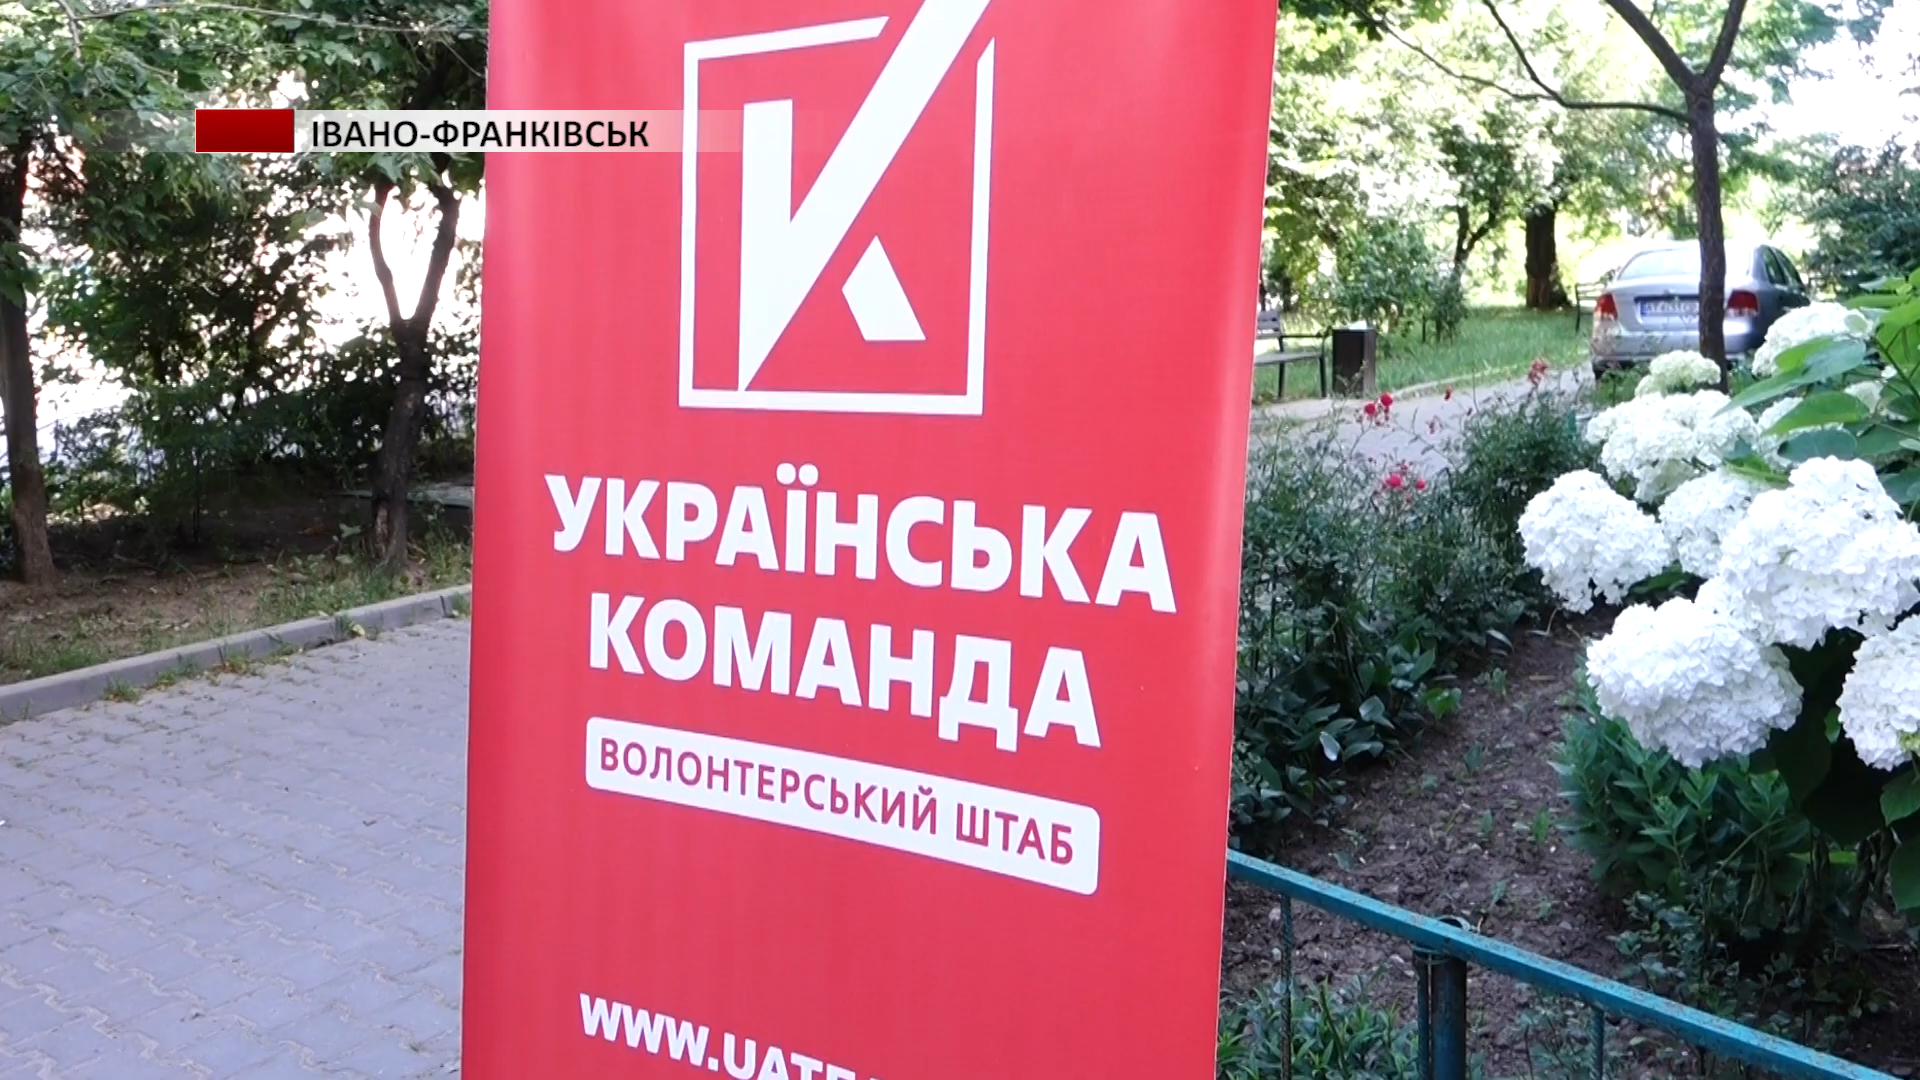 ІВАНО-ФРАНКІВСЬК
УКРАЇНСЬКА
КОМАНДА
ВОЛОНТЕРСЬКИЙ ШТАБ